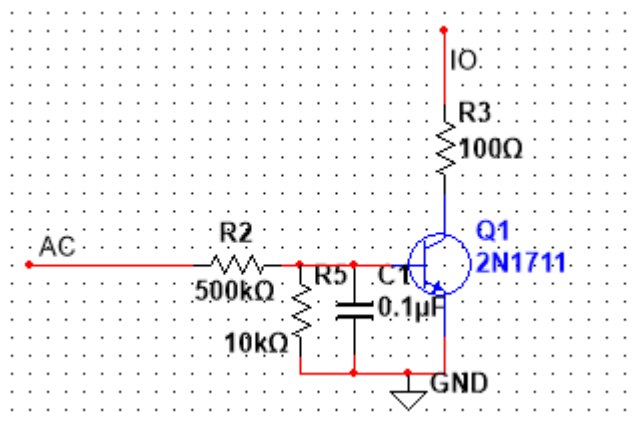 IO
R3
100Ω
Q1
2N1711
AC
R2
500kΩ
R5
10kΩ
C1
0.1µF
GND